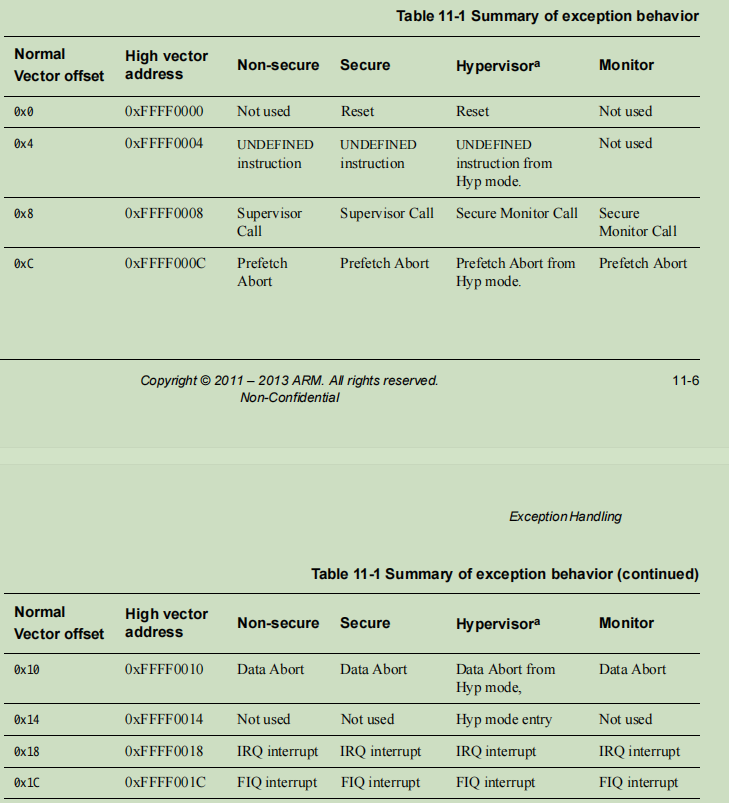 Table 11-1 Summary of exception behavior
Normal Vector offset High vector address Non-secure Secure Hypervisorᵃ Monitor
0x0 0xFFFF0000 Not used Reset Reset Not used
0x4 0xFFFF0004 UNDEFINED instruction UNDEFINED instruction UNDEFINED instruction from Hyp mode. Not used
0x8 0xFFFF0008 Supervisor Call Supervisor Call Secure Monitor Call Secure Monitor Call
0xC 0xFFFF000C Prefetch Abort Prefetch Abort Prefetch Abort from Hyp mode. Prefetch Abort
Copyright © 2011 – 2013 ARM. All rights reserved. 11-6
Non-Confidential
Exception Handling
Table 11-1 Summary of exception behavior (continued)
Normal Vector offset High vector address Non-secure Secure Hypervisorᵃ Monitor
0x10 0xFFFF0010 Data Abort Data Abort Data Abort from Hyp mode, Data Abort
0x14 0xFFFF0014 Not used Not used Hyp mode entry Not used
0x18 0xFFFF0018 IRQ interrupt IRQ interrupt IRQ interrupt IRQ interrupt
0x1C 0xFFFF001C FIQ interrupt FIQ interrupt FIQ interrupt FIQ interrupt